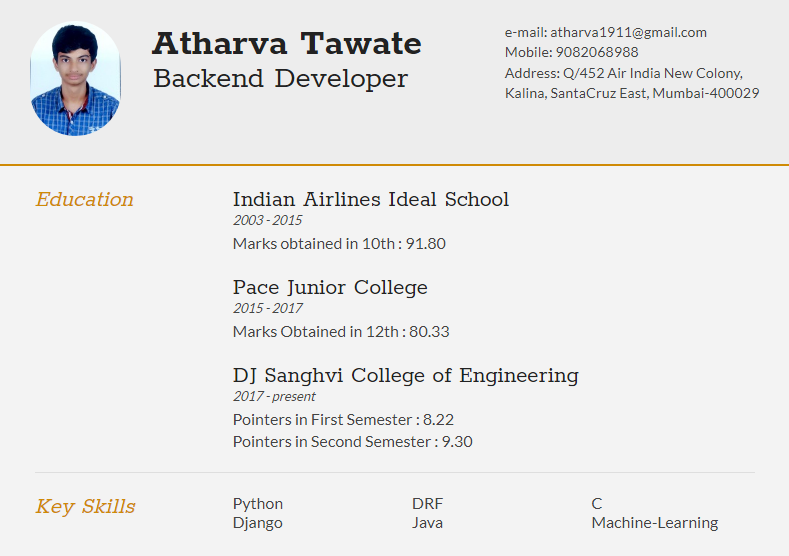 Atharva Tawate
Backend Developer
e-mail: atharva1911@gmail.com
Mobile: 9082068988
Address: Q/452 Air India New Colony,
Kalina, SantaCruz East, Mumbai-400029
Education
Indian Airlines Ideal School
2003 - 2015
Marks obtained in 10th : 91.80
Pace Junior College
2015 - 2017
Marks Obtained in 12th : 80.33
DJ Sanghvi College of Engineering
2017 - present
Pointers in First Semester : 8.22
Pointers in Second Semester : 9.30
Key Skills
Python DRF C
Django Java Machine-Learning